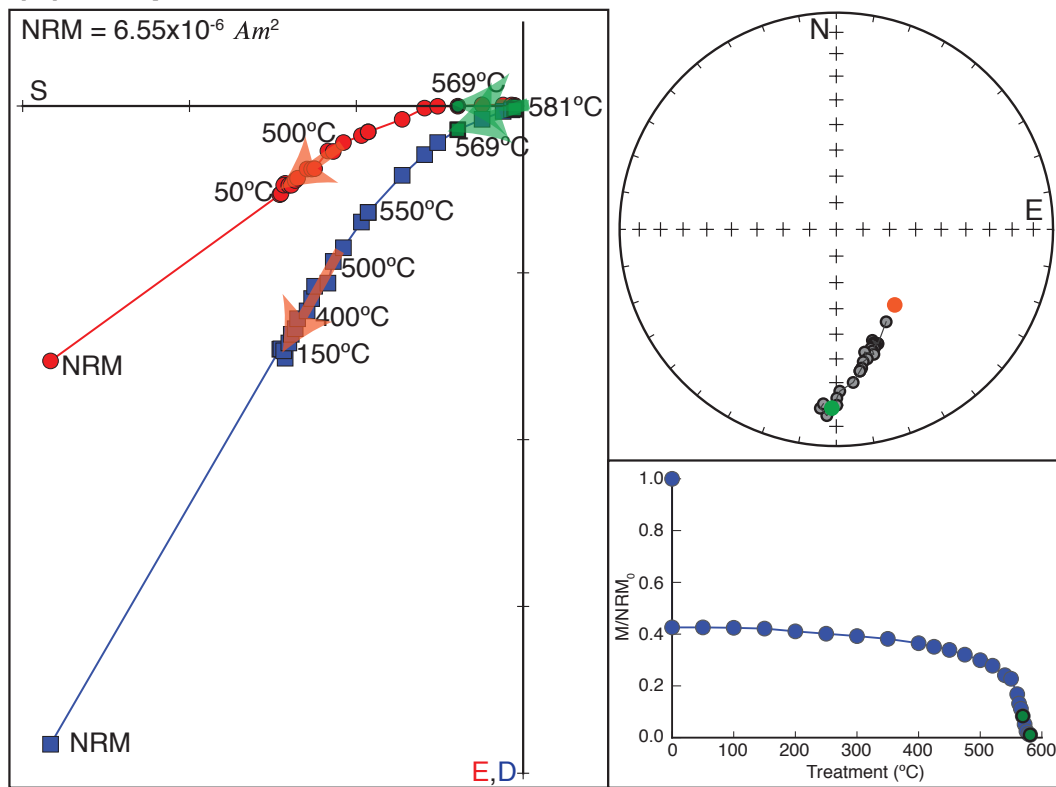 NRM = 6.55x10⁻⁶ Am²
S
569ºC
581ºC
500ºC
569ºC
50ºC
550ºC
500ºC
400ºC
150ºC
NRM
NRM
E,D
N
E
1.0
0.8
0.6
0.4
0.2
0.0
M/NRM₀
0 100 200 300 400 500 600
Treatment (ºC)